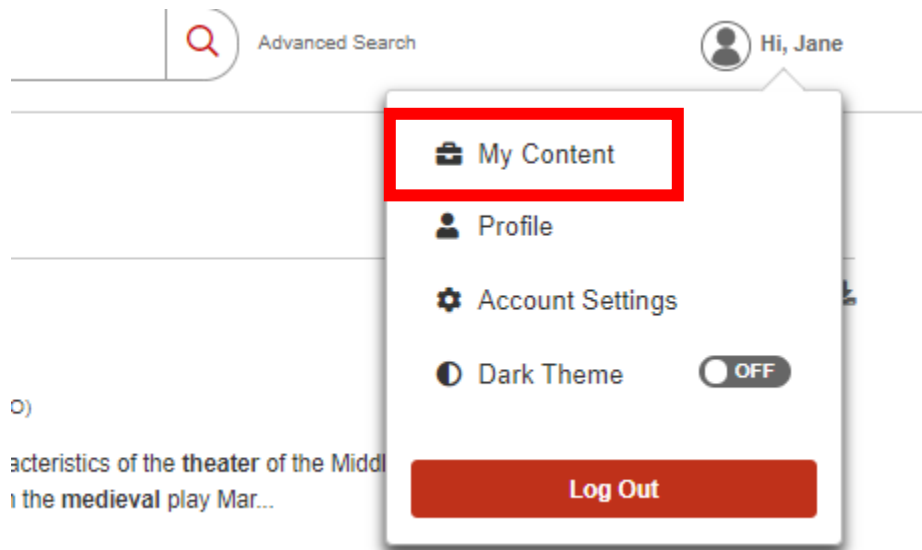 Advanced Search
Hi, Jane
My Content
Profile
Account Settings
Dark Theme OFF
O)
acteristics of the theater of the Middl
the medieval play Mar...
Log Out